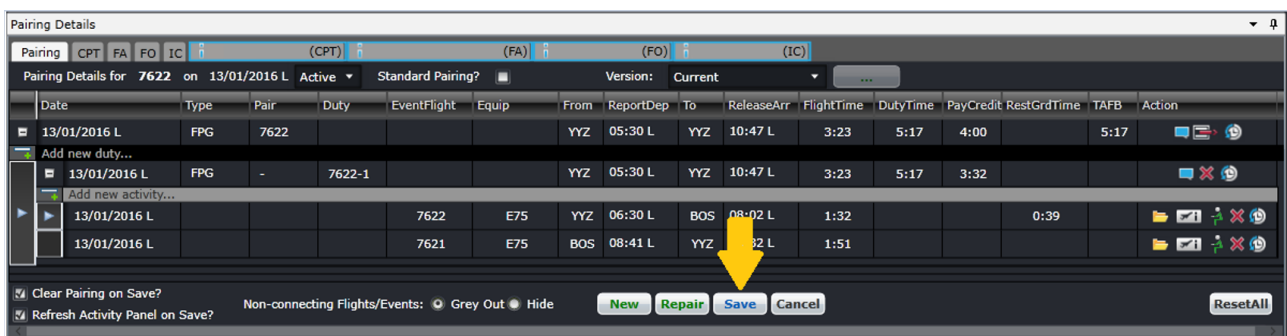 Pairing Details
Pairing CPT FA FO IC (CPT) (FA) (FO) (IC)
Pairing Details for 7622 on 13/01/2016 L Active Standard Pairing? Version: Current ...
Date Type Pair Duty EventFlight Equip From ReportDep To ReleaseArr FlightTime DutyTime PayCredit RestGrdTime TAFB Action
13/01/2016 L FPG 7622 YYZ 05:30 L YYZ 10:47 L 3:23 5:17 4:00 5:17
Add new duty...
13/01/2016 L FPG - 7622-1 YYZ 05:30 L YYZ 10:47 L 3:23 5:17 3:32
Add new activity...
13/01/2016 L 7622 E75 YYZ 06:30 L BOS 08:02 L 1:32 0:39
13/01/2016 L 7621 E75 BOS 08:41 L YYZ L 1:51
Clear Pairing on Save?
Non-connecting Flights/Events: Grey Out Hide New Repair Save Cancel ResetAll
Refresh Activity Panel on Save?